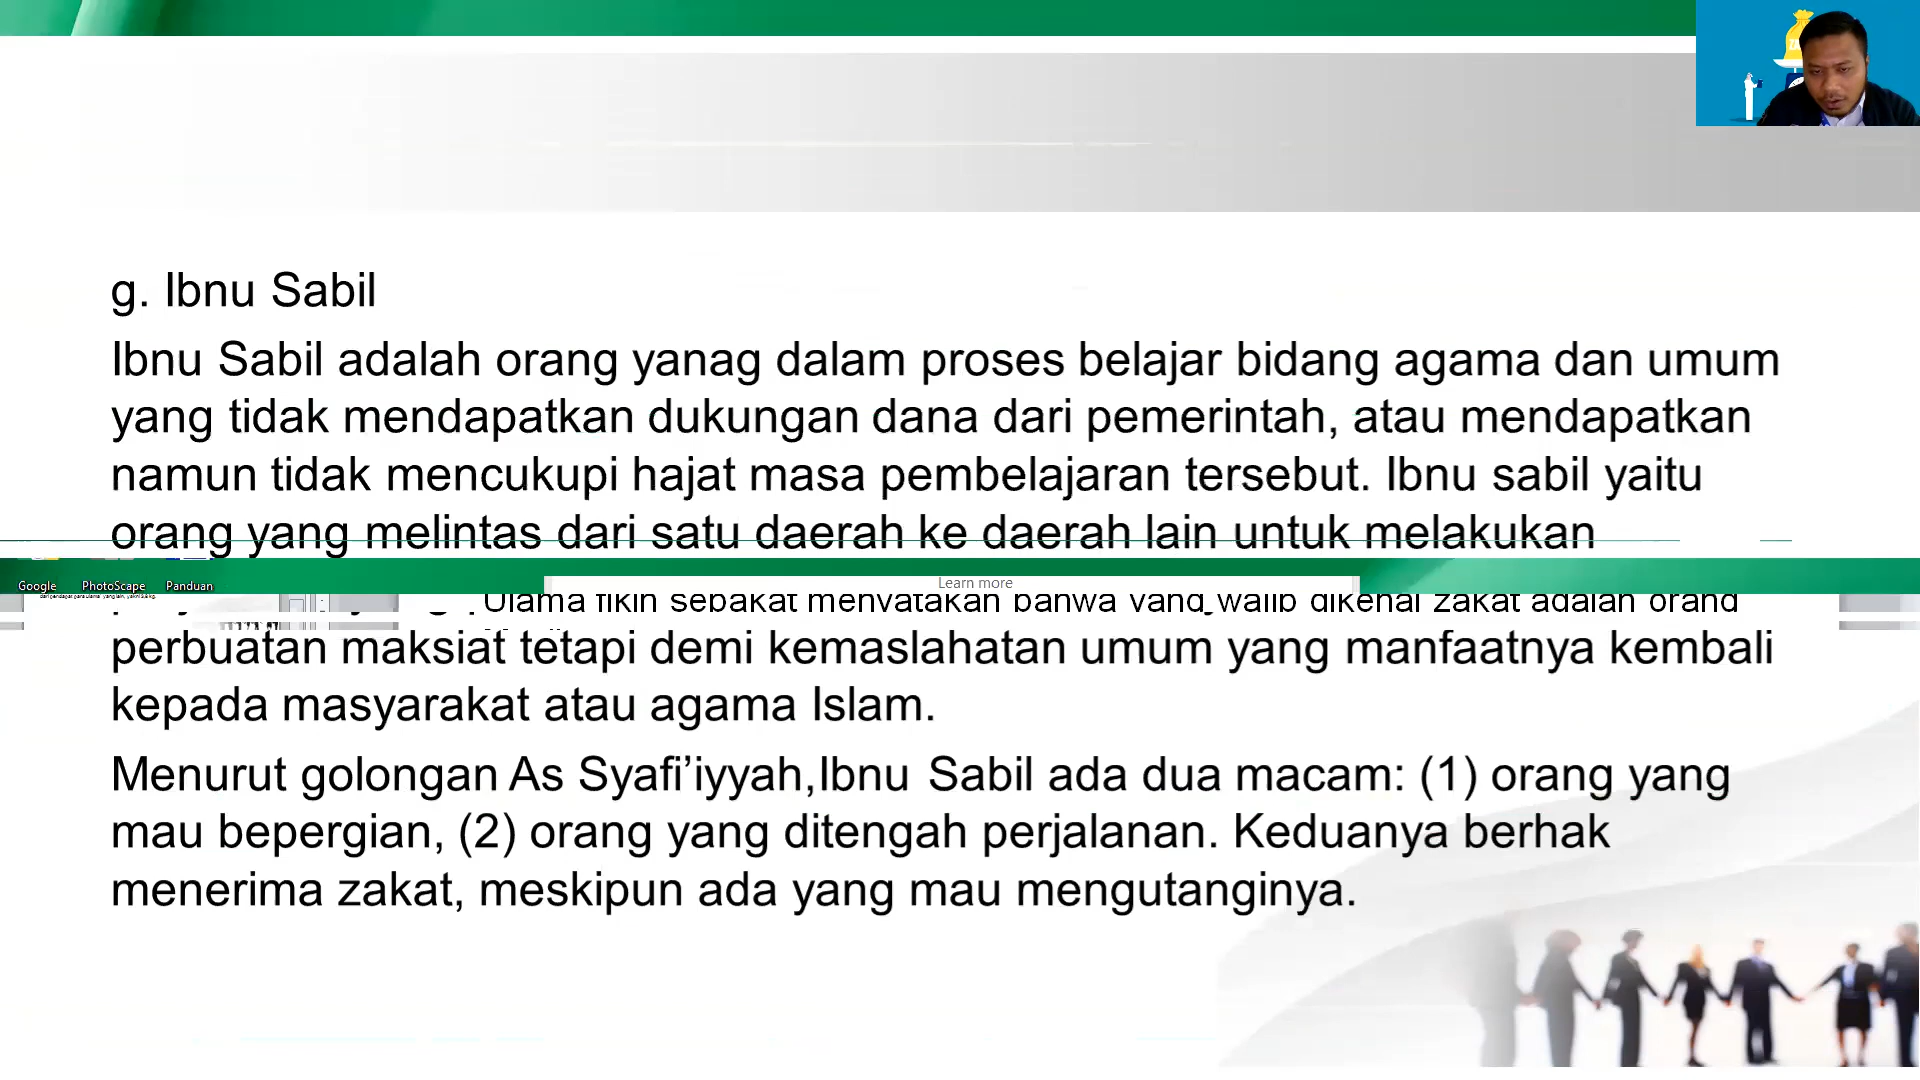 g. Ibnu Sabil
Ibnu Sabil adalah orang yanag dalam proses belajar bidang agama dan umum
yang tidak mendapatkan dukungan dana dari pemerintah, atau mendapatkan
namun tidak mencukupi hajat masa pembelajaran tersebut. Ibnu sabil yaitu
orang yang melintas dari satu daerah ke daerah lain untuk melakukan
Learn more
Google PhotoScape Panduan
Ulama fikih sepakat menyatakan bahwa yang wajib dikenai zakat adalah orang
perbuatan maksiat tetapi demi kemaslahatan umum yang manfaatnya kembali
kepada masyarakat atau agama Islam.
Menurut golongan As Syafi’iyyah,Ibnu Sabil ada dua macam: (1) orang yang
mau bepergian, (2) orang yang ditengah perjalanan. Keduanya berhak
menerima zakat, meskipun ada yang mau mengutanginya.